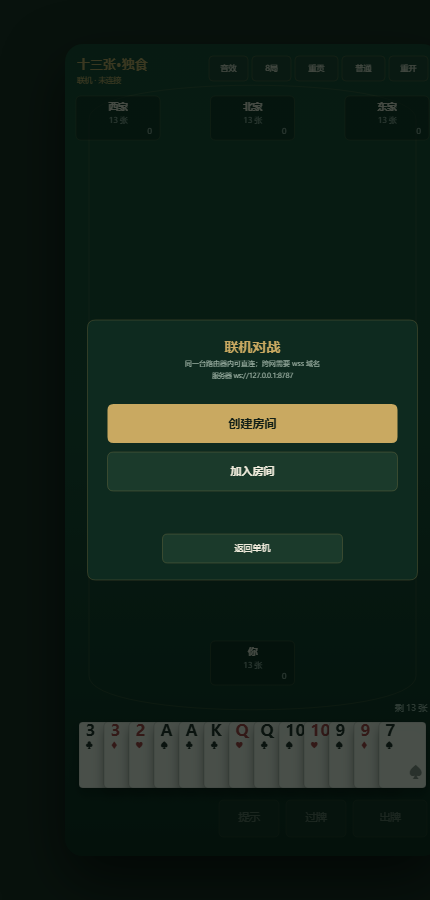 十三张·独食
联机 · 未连接
音效
8局
重赏
普通
重开
西家
13 张
0
北家
13 张
0
东家
13 张
0
联机对战
同一台路由器内可直连；跨网需要 wss 域名
服务器 ws://127.0.0.1:8787
创建房间
加入房间
返回单机
你
13 张
0
剩 13 张
3 3 2 A A K Q Q 10 10 9 9 7
提示
过牌
出牌